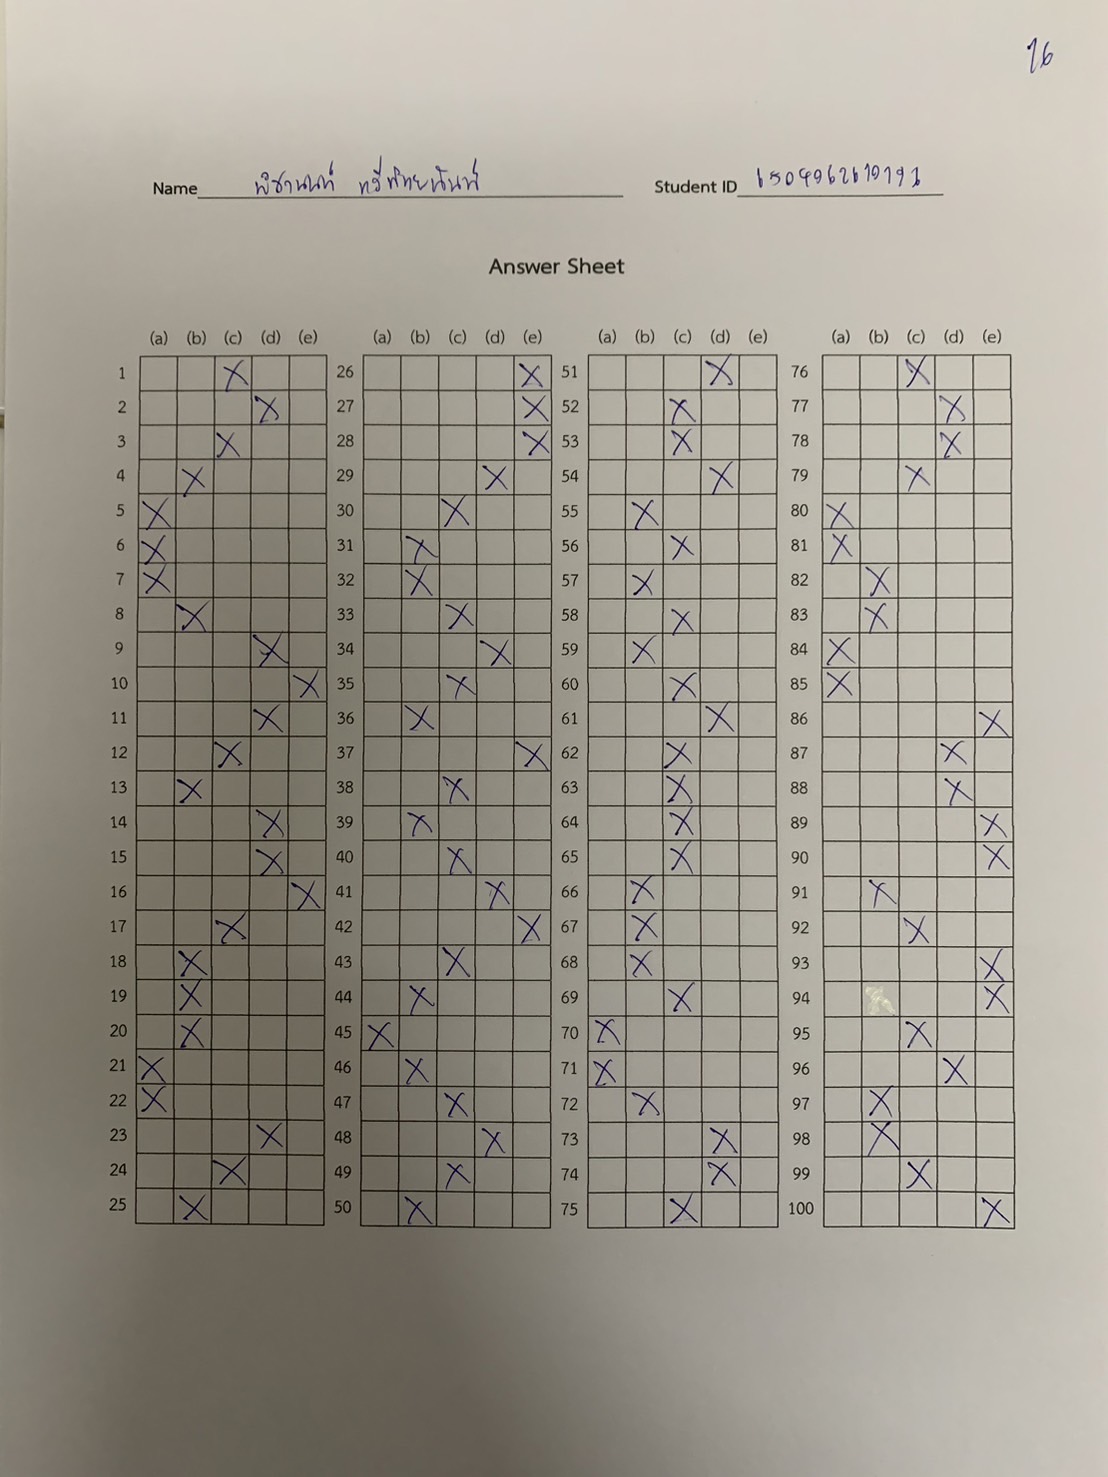 76
Name พิชานนท์ ทวีพิทยนันท์ Student ID
Answer Sheet
(a) (b) (c) (d) (e) (a) (b) (c) (d) (e) (a) (b) (c) (d) (e) (a) (b) (c) (d) (e)
1 26 51 76
2 27 52 77
3 28 53 78
4 29 54 79
5 30 55 80
6 31 56 81
7 32 57 82
8 33 58 83
9 34 59 84
10 35 60 85
11 36 61 86
12 37 62 87
13 38 63 88
14 39 64 89
15 40 65 90
16 41 66 91
17 42 67 92
18 43 68 93
19 44 69 94
20 45 70 95
21 46 71 96
22 47 72 97
23 48 73 98
24 49 74 99
25 50 75 100